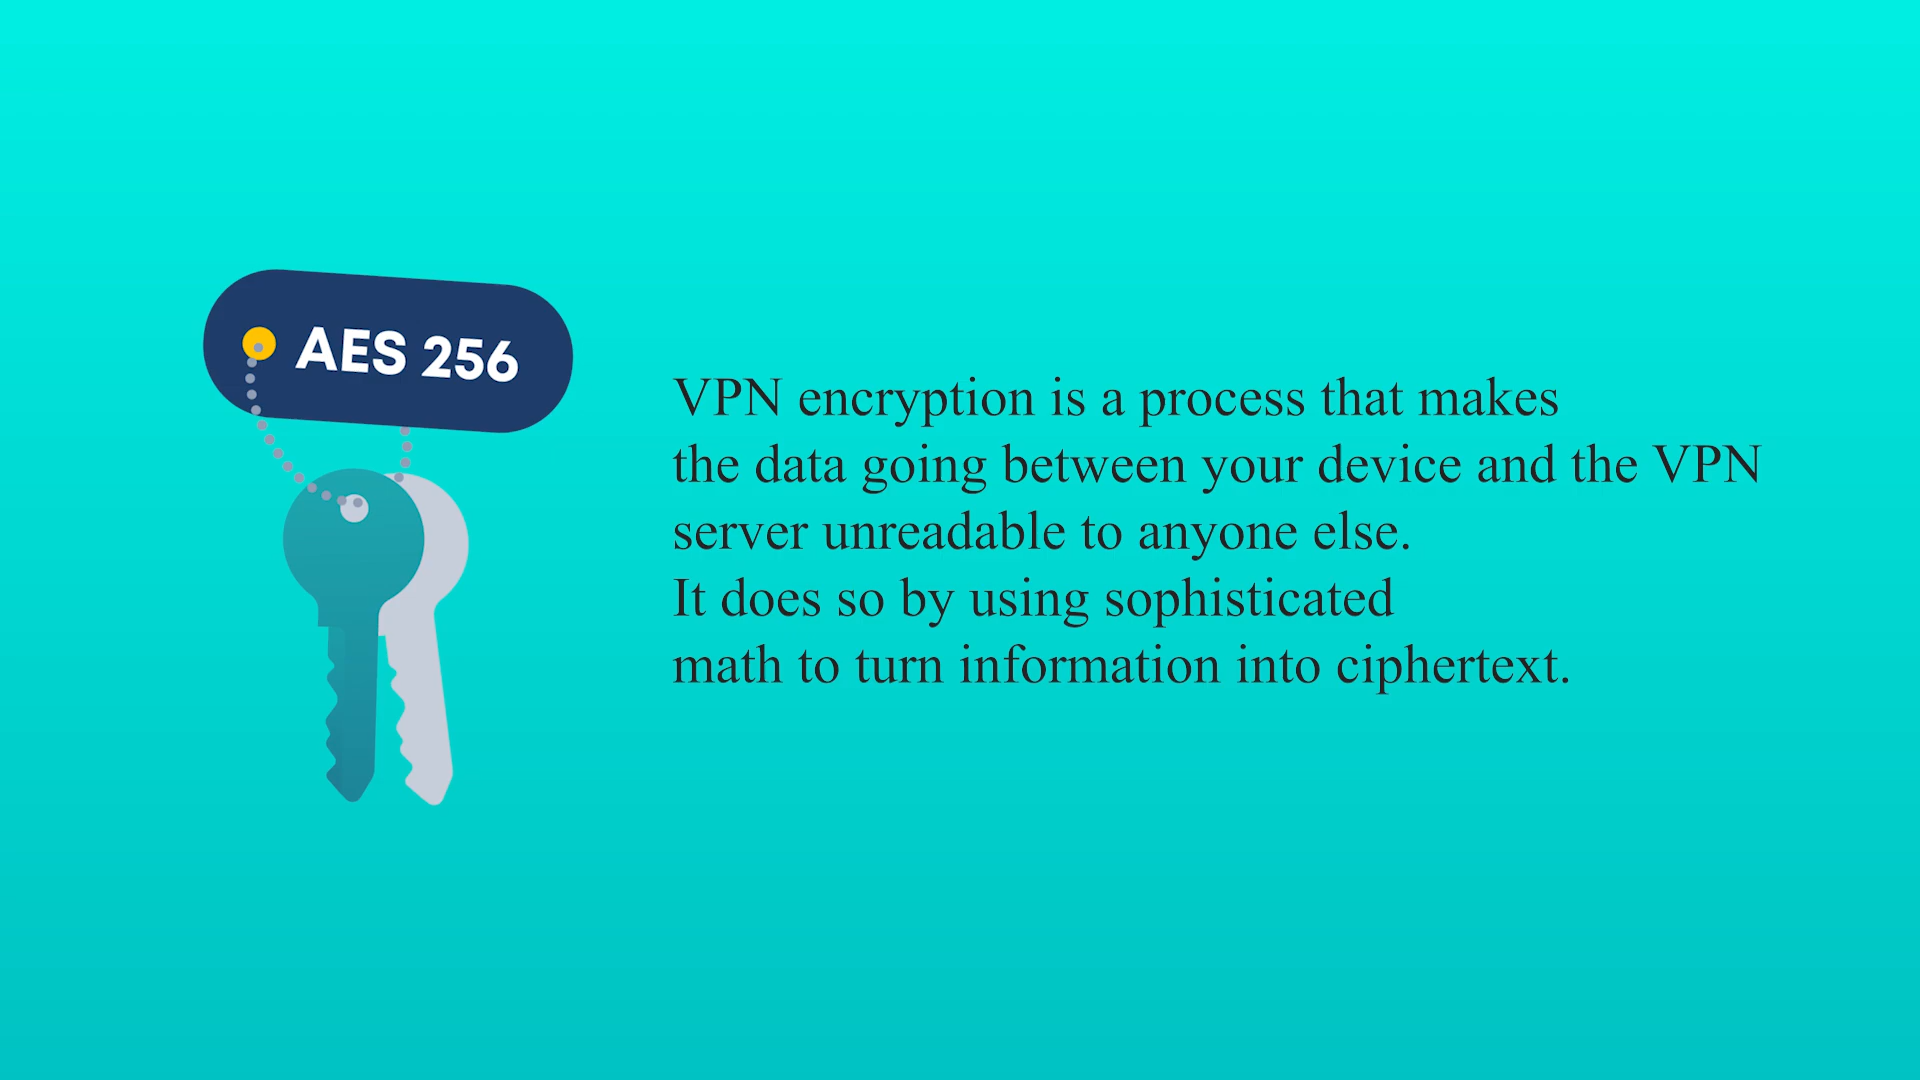 AES 256
VPN encryption is a process that makes
the data going between your device and the VPN
server unreadable to anyone else.
It does so by using sophisticated
math to turn information into ciphertext.